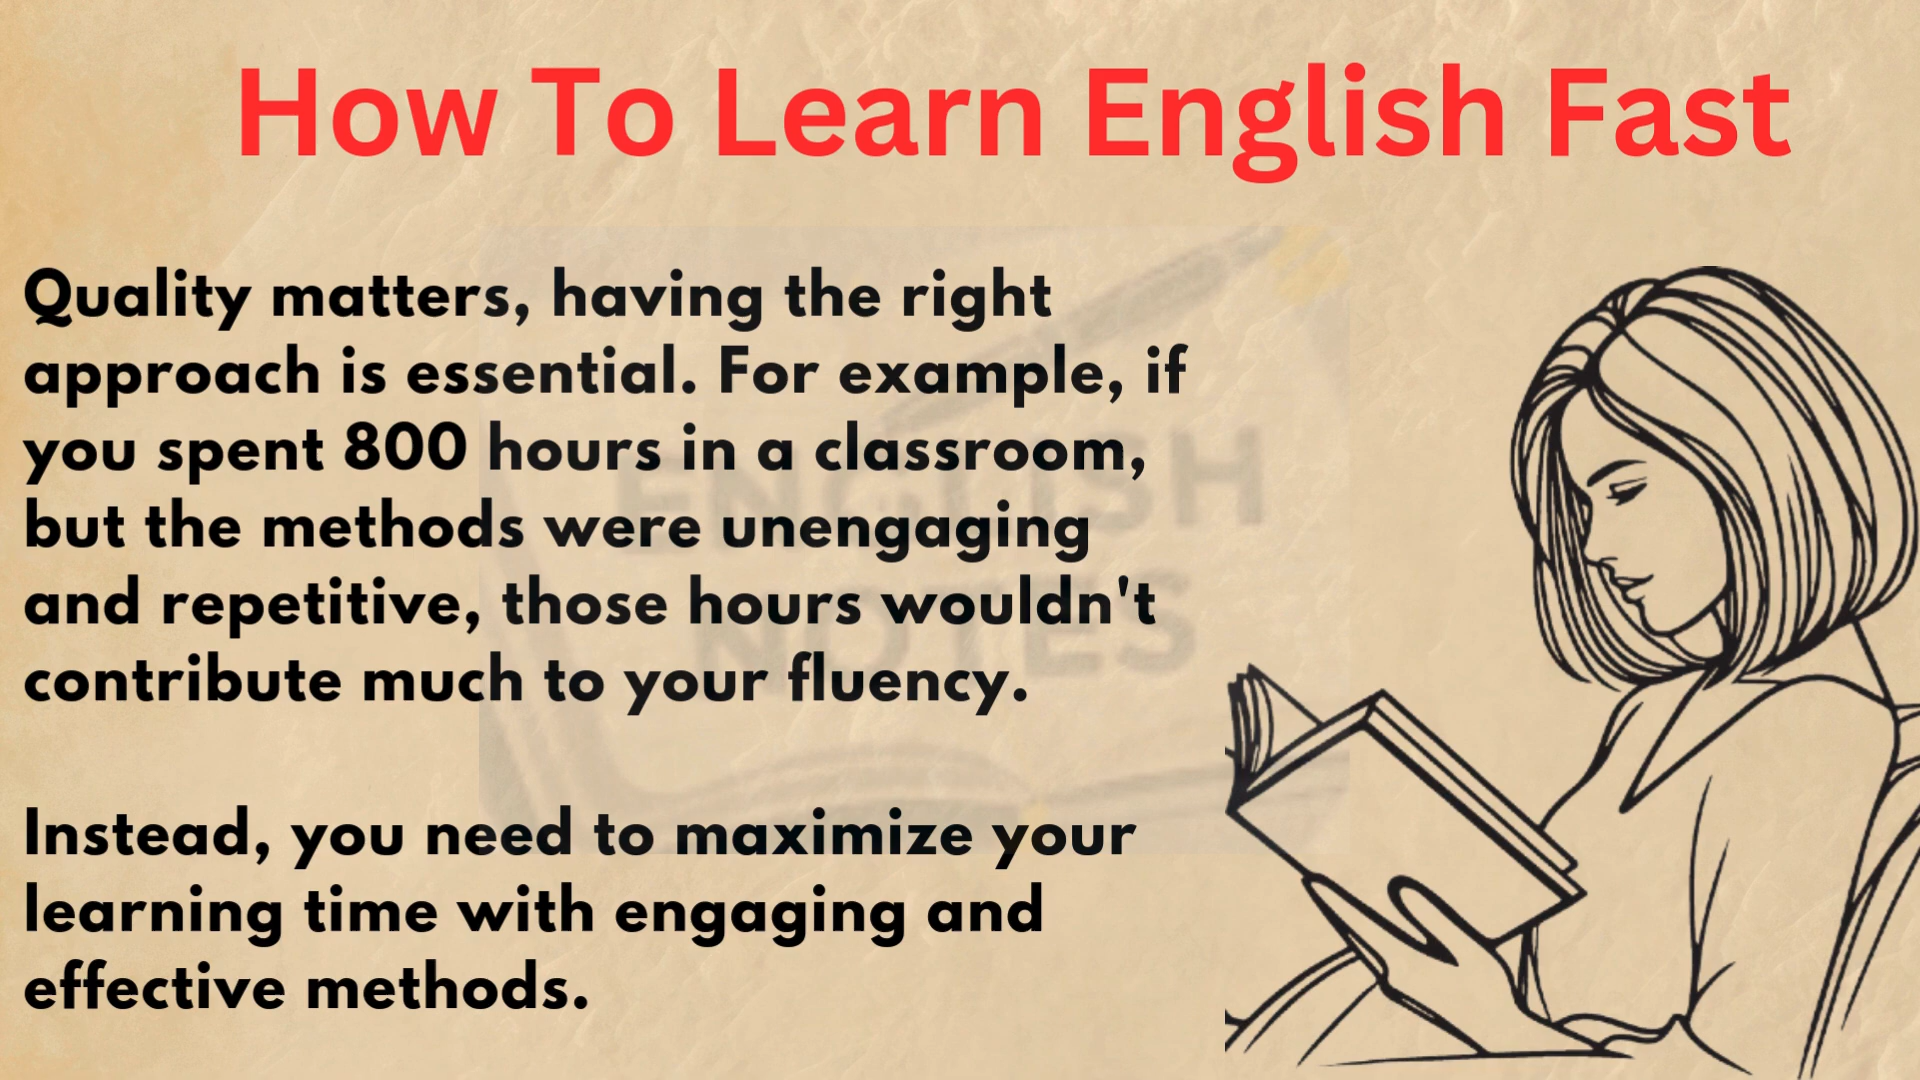 How To Learn English Fast
Quality matters, having the right
approach is essential. For example, if
you spent 800 hours in a classroom,
but the methods were unengaging
and repetitive, those hours wouldn't
contribute much to your fluency.
Instead, you need to maximize your
learning time with engaging and
effective methods.
ENGLISH
NOTES